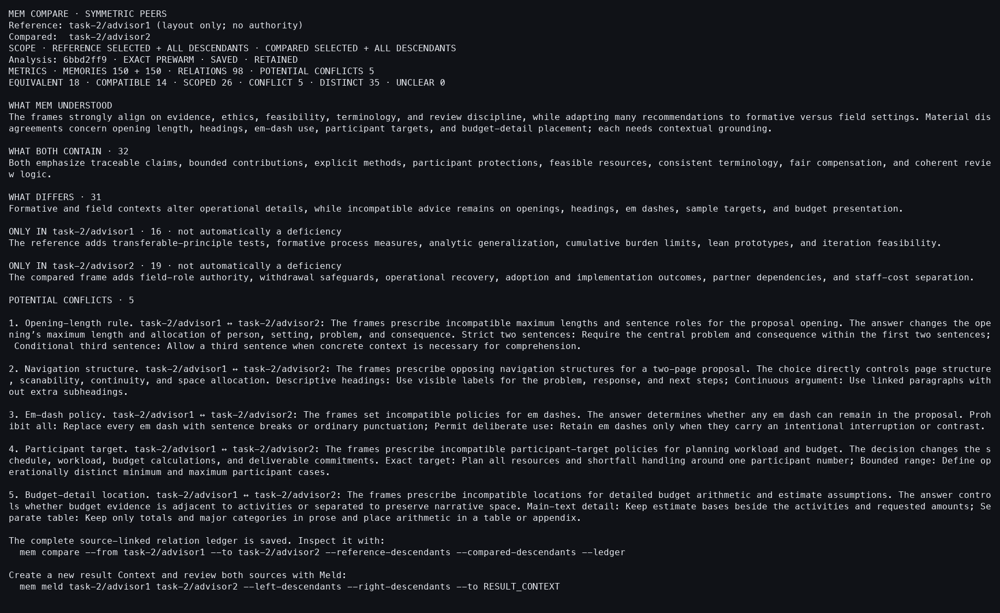 MEM COMPARE · SYMMETRIC PEERS
Reference: task-2/advisor1 (layout only; no authority)
Compared:  task-2/advisor2
SCOPE · REFERENCE SELECTED + ALL DESCENDANTS · COMPARED SELECTED + ALL DESCENDANTS
Analysis: 6bbd2ff9 · EXACT PREWARM · SAVED · RETAINED
METRICS · MEMORIES 150 + 150 · RELATIONS 98 · POTENTIAL CONFLICTS 5
EQUIVALENT 18 · COMPATIBLE 14 · SCOPED 26 · CONFLICT 5 · DISTINCT 35 · UNCLEAR 0

WHAT MEM UNDERSTOOD
The frames strongly align on evidence, ethics, feasibility, terminology, and review discipline, while adapting many recommendations to formative versus field settings. Material dis
agreements concern opening length, headings, em-dash use, participant targets, and budget-detail placement; each needs contextual grounding.

WHAT BOTH CONTAIN · 32
Both emphasize traceable claims, bounded contributions, explicit methods, participant protections, feasible resources, consistent terminology, fair compensation, and coherent revie
w logic.

WHAT DIFFERS · 31
Formative and field contexts alter operational details, while incompatible advice remains on openings, headings, em dashes, sample targets, and budget presentation.

ONLY IN task-2/advisor1 · 16 · not automatically a deficiency
The reference adds transferable-principle tests, formative process measures, analytic generalization, cumulative burden limits, lean prototypes, and iteration feasibility.

ONLY IN task-2/advisor2 · 19 · not automatically a deficiency
The compared frame adds field-role authority, withdrawal safeguards, operational recovery, adoption and implementation outcomes, partner dependencies, and staff-cost separation.

POTENTIAL CONFLICTS · 5

1. Opening-length rule. task-2/advisor1 ↔ task-2/advisor2: The frames prescribe incompatible maximum lengths and sentence roles for the proposal opening. The answer changes the ope
ning’s maximum length and allocation of person, setting, problem, and consequence. Strict two sentences: Require the central problem and consequence within the first two sentences;
 Conditional third sentence: Allow a third sentence when concrete context is necessary for comprehension.

2. Navigation structure. task-2/advisor1 ↔ task-2/advisor2: The frames prescribe opposing navigation structures for a two-page proposal. The choice directly controls page structure
, scanability, continuity, and space allocation. Descriptive headings: Use visible labels for the problem, response, and next steps; Continuous argument: Use linked paragraphs with
out extra subheadings.

3. Em-dash policy. task-2/advisor1 ↔ task-2/advisor2: The frames set incompatible policies for em dashes. The answer determines whether any em dash can remain in the proposal. Proh
ibit all: Replace every em dash with sentence breaks or ordinary punctuation; Permit deliberate use: Retain em dashes only when they carry an intentional interruption or contrast.

4. Participant target. task-2/advisor1 ↔ task-2/advisor2: The frames prescribe incompatible participant-target policies for planning workload and budget. The decision changes the s
chedule, workload, budget calculations, and deliverable commitments. Exact target: Plan all resources and shortfall handling around one participant number; Bounded range: Define op
erationally distinct minimum and maximum participant cases.

5. Budget-detail location. task-2/advisor1 ↔ task-2/advisor2: The frames prescribe incompatible locations for detailed budget arithmetic and estimate assumptions. The answer contro
ls whether budget evidence is adjacent to activities or separated to preserve narrative space. Main-text detail: Keep estimate bases beside the activities and requested amounts; Se
parate table: Keep only totals and major categories in prose and place arithmetic in a table or appendix.

The complete source-linked relation ledger is saved. Inspect it with:
  mem compare --from task-2/advisor1 --to task-2/advisor2 --reference-descendants --compared-descendants --ledger

Create a new result Context and review both sources with Meld:
  mem meld task-2/advisor1 task-2/advisor2 --left-descendants --right-descendants --to RESULT_CONTEXT